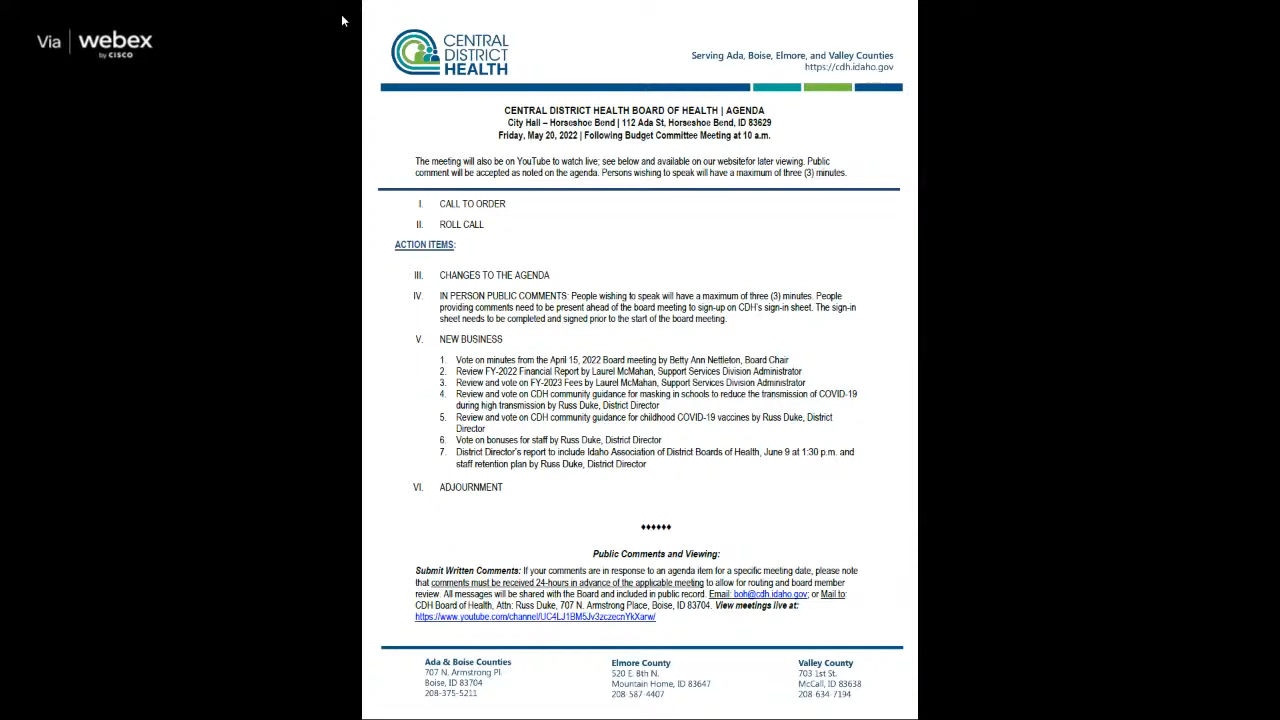 Via webex
by CISCO
CENTRAL
DISTRICT
HEALTH
Serving Ada, Boise, Elmore, and Valley Counties
https://cdh.idaho.gov
CENTRAL DISTRICT HEALTH BOARD OF HEALTH | AGENDA
City Hall – Horseshoe Bend | 112 Ada St, Horseshoe Bend, ID 83629
Friday, May 20, 2022 | Following Budget Committee Meeting at 10 a.m.
The meeting will also be on YouTube to watch live; see below and available on our websitefor later viewing. Public
comment will be accepted as noted on the agenda. Persons wishing to speak will have a maximum of three (3) minutes.
I. CALL TO ORDER
II. ROLL CALL
ACTION ITEMS:
III. CHANGES TO THE AGENDA
IV. IN PERSON PUBLIC COMMENTS: People wishing to speak will have a maximum of three (3) minutes. People
providing comments need to be present ahead of the board meeting to sign-up on CDH's sign-in sheet. The sign-in
sheet needs to be completed and signed prior to the start of the board meeting.
V. NEW BUSINESS
1. Vote on minutes from the April 15, 2022 Board meeting by Betty Ann Nettleton, Board Chair
2. Review FY-2022 Financial Report by Laurel McMahan, Support Services Division Administrator
3. Review and vote on FY-2023 Fees by Laurel McMahan, Support Services Division Administrator
4. Review and vote on CDH community guidance for masking in schools to reduce the transmission of COVID-19
during high transmission by Russ Duke, District Director
5. Review and vote on CDH community guidance for childhood COVID-19 vaccines by Russ Duke, District
Director
6. Vote on bonuses for staff by Russ Duke, District Director
7. District Director's report to include Idaho Association of District Boards of Health, June 9 at 1:30 p.m. and
staff retention plan by Russ Duke, District Director
VI. ADJOURNMENT
♦♦♦♦♦♦
Public Comments and Viewing:
Submit Written Comments: If your comments are in response to an agenda item for a specific meeting date, please note
that comments must be received 24-hours in advance of the applicable meeting to allow for routing and board member
review. All messages will be shared with the Board and included in public record. Email: boh@cdh.idaho.gov; or Mail to:
CDH Board of Health, Attn: Russ Duke, 707 N. Armstrong Place, Boise, ID 83704. View meetings live at:
https://www.youtube.com/channel/UC4LJ1BM5Jv3zczecnYkXarw/
Ada & Boise Counties
707 N. Armstrong Pl.
Boise, ID 83704
208-375-5211
Elmore County
520 E. 8th N.
Mountain Home, ID 83647
208-587-4407
Valley County
703 1st St.
McCall, ID 83638
208-634-7194